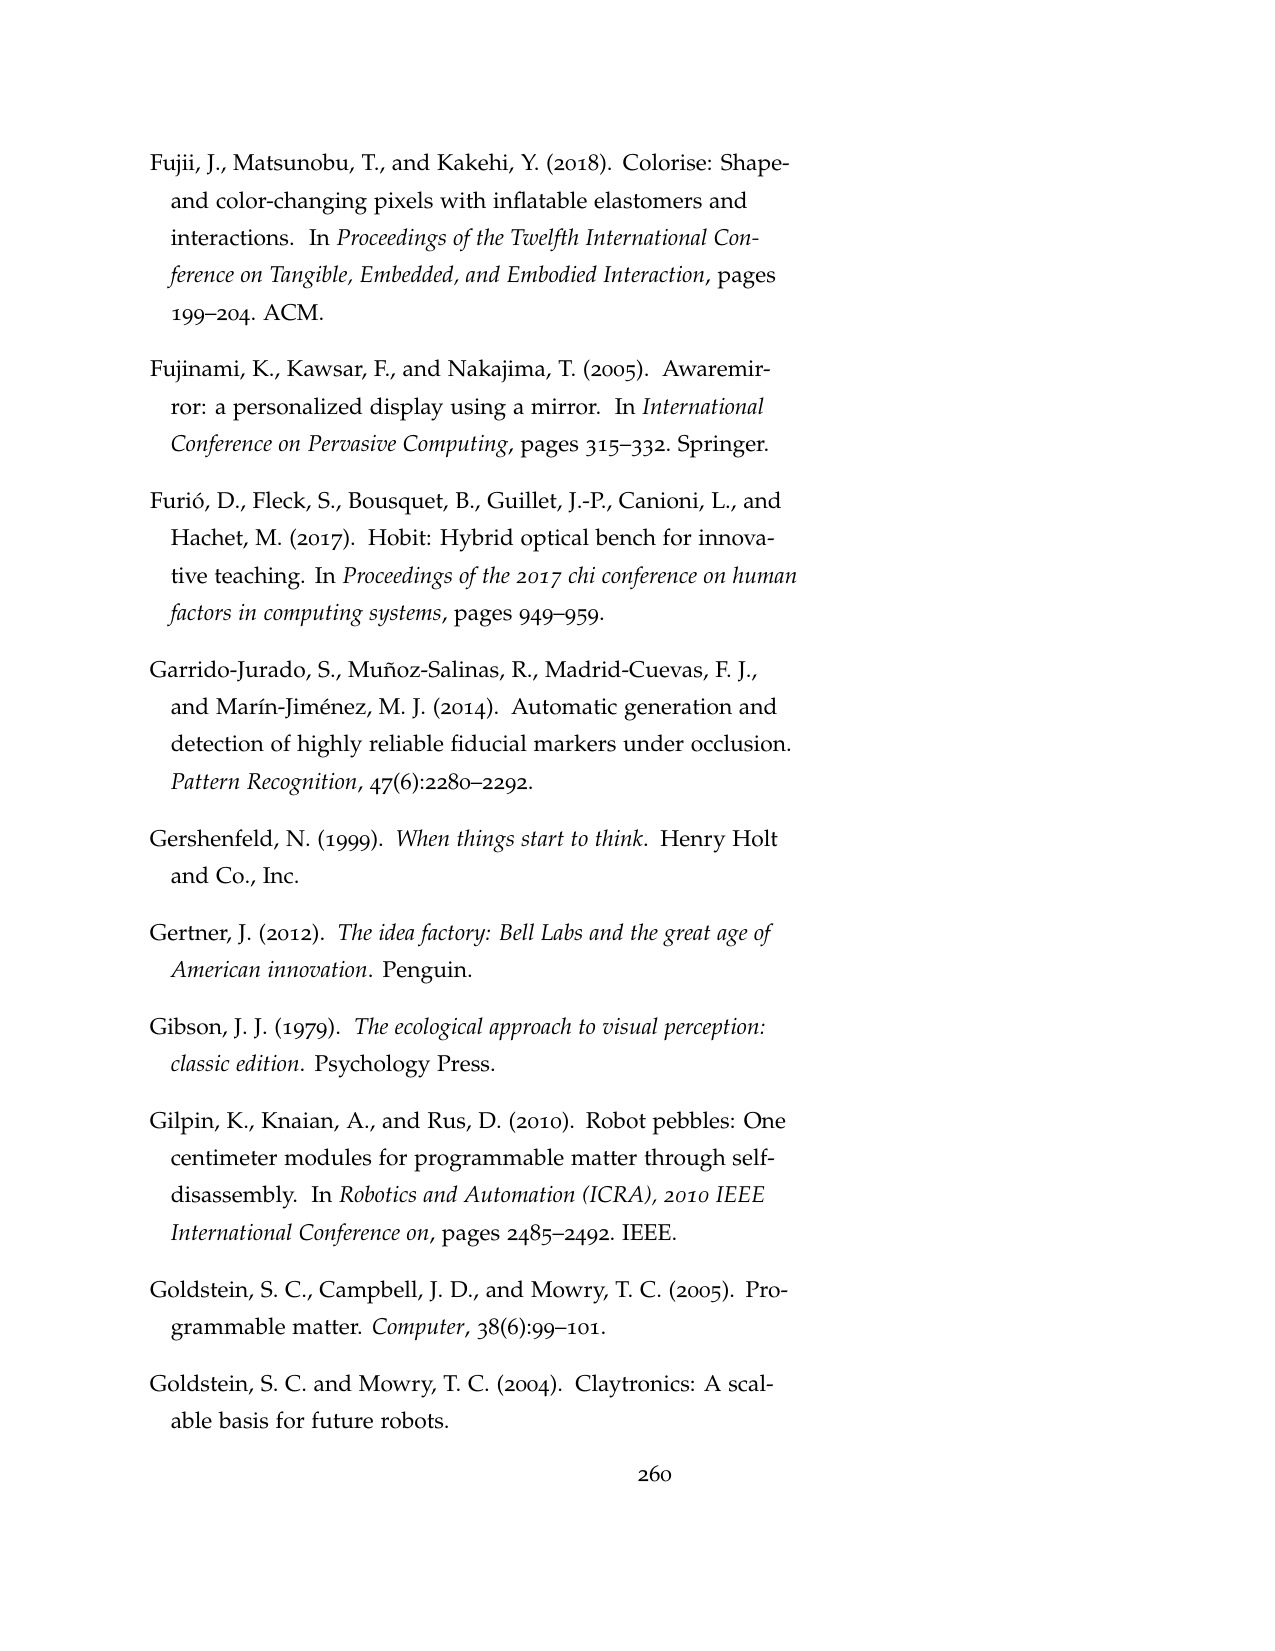 Fujii, J., Matsunobu, T., and Kakehi, Y. (2018). Colorise: Shape-
and color-changing pixels with inflatable elastomers and
interactions. In Proceedings of the Twelfth International Con-
ference on Tangible, Embedded, and Embodied Interaction, pages
199–204. ACM.
Fujinami, K., Kawsar, F., and Nakajima, T. (2005). Awaremir-
ror: a personalized display using a mirror. In International
Conference on Pervasive Computing, pages 315–332. Springer.
Furió, D., Fleck, S., Bousquet, B., Guillet, J.-P., Canioni, L., and
Hachet, M. (2017). Hobit: Hybrid optical bench for innova-
tive teaching. In Proceedings of the 2017 chi conference on human
factors in computing systems, pages 949–959.
Garrido-Jurado, S., Muñoz-Salinas, R., Madrid-Cuevas, F. J.,
and Marín-Jiménez, M. J. (2014). Automatic generation and
detection of highly reliable fiducial markers under occlusion.
Pattern Recognition, 47(6):2280–2292.
Gershenfeld, N. (1999). When things start to think. Henry Holt
and Co., Inc.
Gertner, J. (2012). The idea factory: Bell Labs and the great age of
American innovation. Penguin.
Gibson, J. J. (1979). The ecological approach to visual perception:
classic edition. Psychology Press.
Gilpin, K., Knaian, A., and Rus, D. (2010). Robot pebbles: One
centimeter modules for programmable matter through self-
disassembly. In Robotics and Automation (ICRA), 2010 IEEE
International Conference on, pages 2485–2492. IEEE.
Goldstein, S. C., Campbell, J. D., and Mowry, T. C. (2005). Pro-
grammable matter. Computer, 38(6):99–101.
Goldstein, S. C. and Mowry, T. C. (2004). Claytronics: A scal-
able basis for future robots.
260